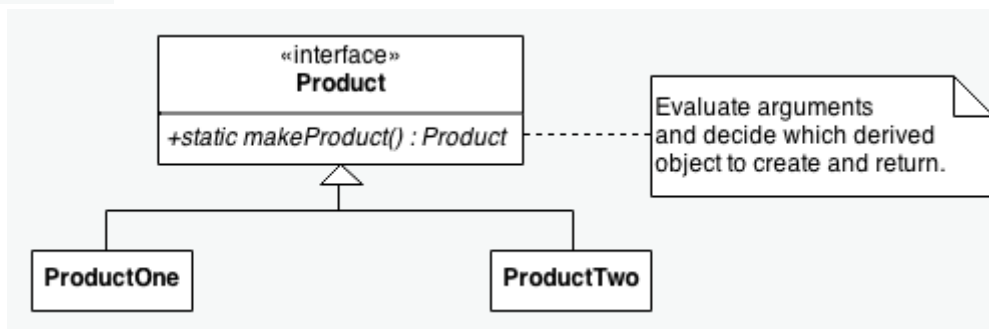 «interface»
Product
+static makeProduct() : Product
Evaluate arguments
and decide which derived
object to create and return.
ProductOne
ProductTwo